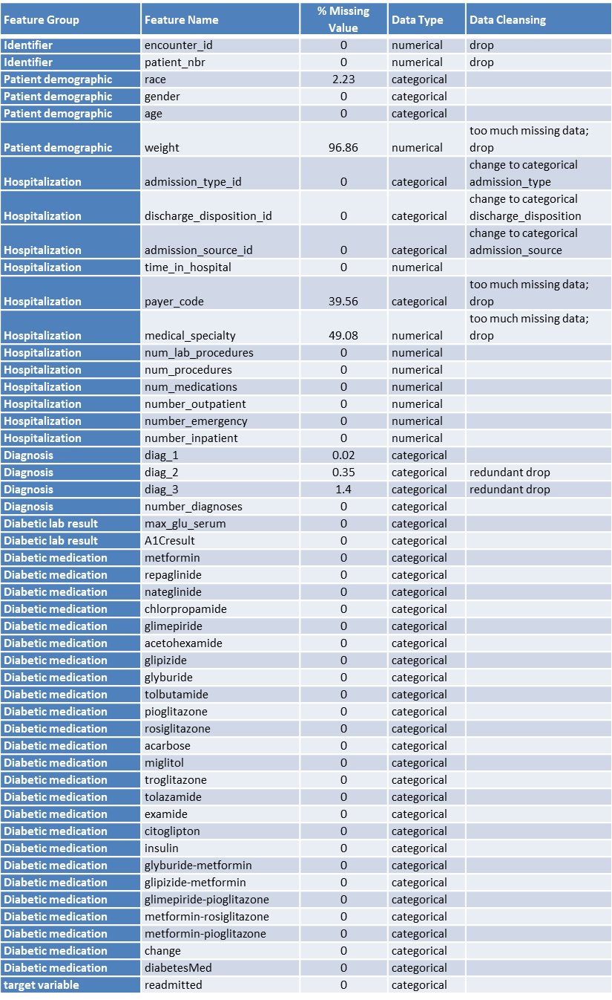 Feature Group Feature Name % Missing Value Data Type Data Cleansing
Identifier encounter_id 0 numerical drop
Identifier patient_nbr 0 numerical drop
Patient demographic race 2.23 categorical
Patient demographic gender 0 categorical
Patient demographic age 0 categorical
Patient demographic weight 96.86 numerical too much missing data; drop
Hospitalization admission_type_id 0 categorical change to categorical admission_type
Hospitalization discharge_disposition_id 0 categorical change to categorical discharge_disposition
Hospitalization admission_source_id 0 categorical change to categorical admission_source
Hospitalization time_in_hospital 0 numerical
Hospitalization payer_code 39.56 categorical too much missing data; drop
Hospitalization medical_specialty 49.08 numerical too much missing data; drop
Hospitalization num_lab_procedures 0 numerical
Hospitalization num_procedures 0 numerical
Hospitalization num_medications 0 numerical
Hospitalization number_outpatient 0 numerical
Hospitalization number_emergency 0 numerical
Hospitalization number_inpatient 0 numerical
Diagnosis diag_1 0.02 categorical
Diagnosis diag_2 0.35 categorical redundant drop
Diagnosis diag_3 1.4 categorical redundant drop
Diagnosis number_diagnoses 0 categorical
Diabetic lab result max_glu_serum 0 categorical
Diabetic lab result A1Cresult 0 categorical
Diabetic medication metformin 0 categorical
Diabetic medication repaglinide 0 categorical
Diabetic medication nateglinide 0 categorical
Diabetic medication chlorpropamide 0 categorical
Diabetic medication glimepiride 0 categorical
Diabetic medication acetohexamide 0 categorical
Diabetic medication glipizide 0 categorical
Diabetic medication glyburide 0 categorical
Diabetic medication tolbutamide 0 categorical
Diabetic medication pioglitazone 0 categorical
Diabetic medication rosiglitazone 0 categorical
Diabetic medication acarbose 0 categorical
Diabetic medication miglitol 0 categorical
Diabetic medication troglitazone 0 categorical
Diabetic medication tolazamide 0 categorical
Diabetic medication examide 0 categorical
Diabetic medication citoglipton 0 categorical
Diabetic medication insulin 0 categorical
Diabetic medication glyburide-metformin 0 categorical
Diabetic medication glipizide-metformin 0 categorical
Diabetic medication glimepiride-pioglitazone 0 categorical
Diabetic medication metformin-rosiglitazone 0 categorical
Diabetic medication metformin-pioglitazone 0 categorical
Diabetic medication change 0 categorical
Diabetic medication diabetesMed 0 categorical
target variable readmitted 0 categorical